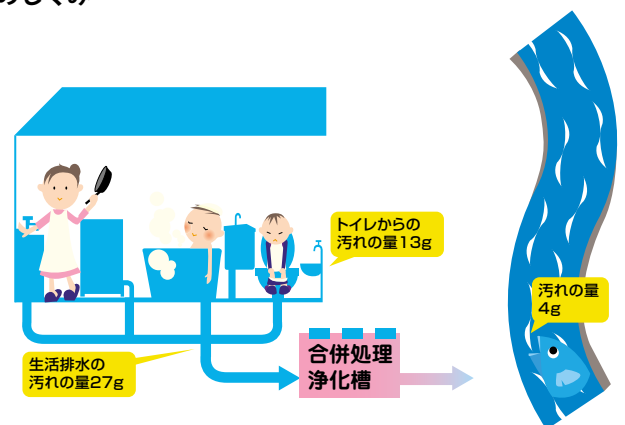 トイレからの
汚れの量13g
汚れの量
4g
生活排水の
汚れの量27g
合併処理
浄化槽